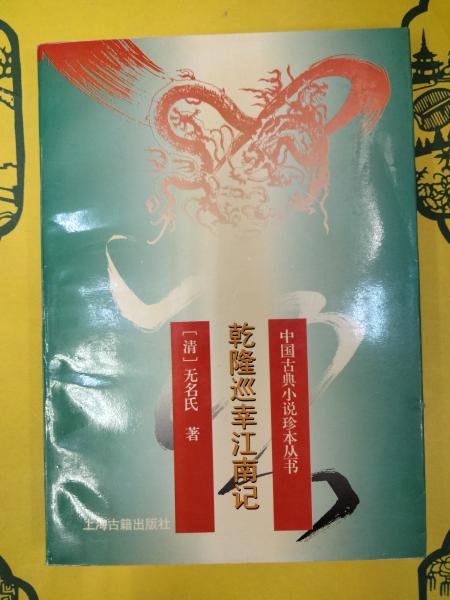 中国古典小说珍本丛书
乾隆巡幸江南记
[清]无名氏 著
上海古籍出版社